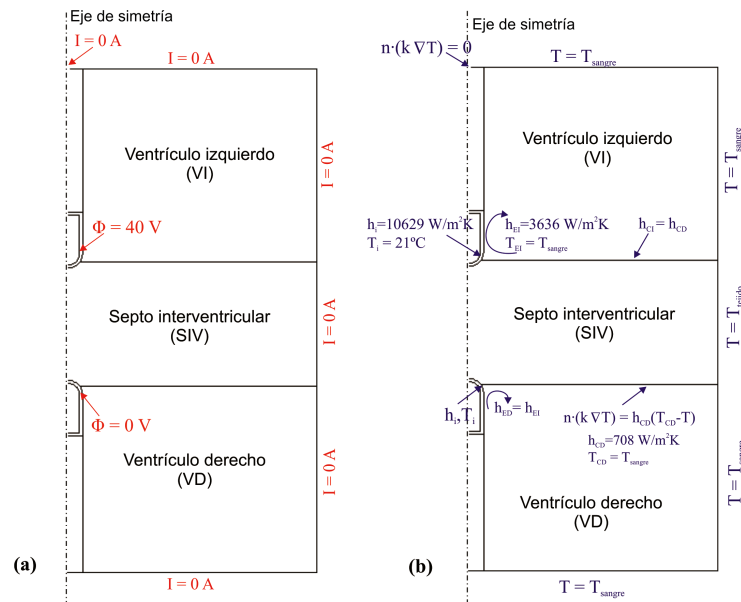 Eje de simetría
I = 0 A
I = 0 A
Ventrículo izquierdo
(VI)
I = 0 A
Φ = 40 V
Septo interventricular
(SIV)
I = 0 A
Φ = 0 V
Ventrículo derecho
(VD)
I = 0 A
(a)
I = 0 A
Eje de simetría
n·(k ∇T) = 0
T = Tsangre
Ventrículo izquierdo
(VI)
T = Tsangre
hi=10629 W/m²K
Ti = 21ºC
hEI=3636 W/m²K
TEI = Tsangre
hCI = hCD
Septo interventricular
(SIV)
T = Ttejido
hi,Ti
hED= hEI
n·(k ∇T) = hCD(TCD-T)
hCD=708 W/m²K
TCD = Tsangre
Ventrículo derecho
(VD)
T = Tsangre
(b)
T = Tsangre